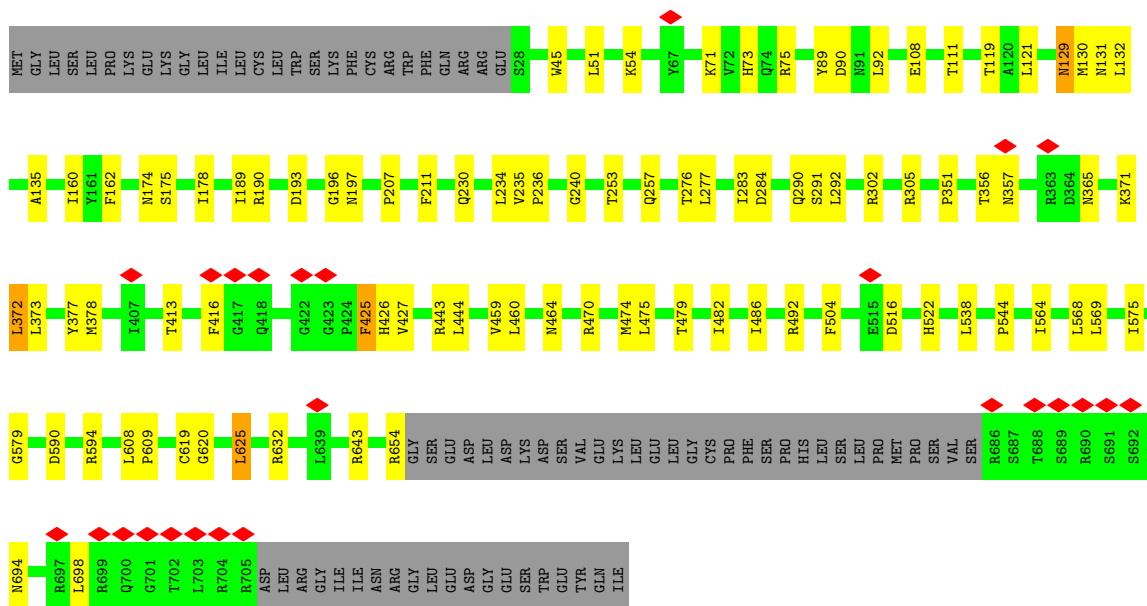 MET GLY LEU SER LEU PRO LYS GLU LYS GLY LEU ILE LEU CYS LEU TRP SER LYS PHE CYS ARG TRP PHE GLN ARG ARG GLU S28 W45 L51 K54 Y67 K71 V72 H73 Q74 R75 Y89 D90 N91 L92 E108 T111 T119 A120 L121 N129 M130 N131 L132
A135 I160 Y161 F162 N174 S175 I178 I189 R190 D193 G196 N197 P207 F211 Q230 L234 V235 P236 G240 T253 Q257 T276 L277 I283 D284 Q290 S291 L292 R302 R305 P351 T356 N357 R363 D364 N365 K371
L372 L373 Y377 M378 I407 T413 F416 G417 Q418 G422 G423 P424 F425 H426 V427 R443 L444 V459 L460 N464 R470 M474 L475 T479 I482 I486 R492 F504 E515 D516 H522 L538 P544 I564 L568 L569 I575
G579 D590 R594 L608 P609 C619 G620 L625 R632 L639 R643 R654 GLY SER GLU ASP LEU ASP LYS ASP SER VAL GLU LYS LEU GLU LEU GLY CYS PRO PHE SER PRO HIS LEU SER LEU PRO MET PRO SER VAL SER R686 S687 T688 S689 R690 S691 S692
N694 R697 L698 R699 Q700 G701 T702 L703 R704 R705 ASP LEU ARG GLY ILE ILE ASN ARG GLY LEU GLU ASP GLY GLU SER TRP GLU TYR GLN ILE